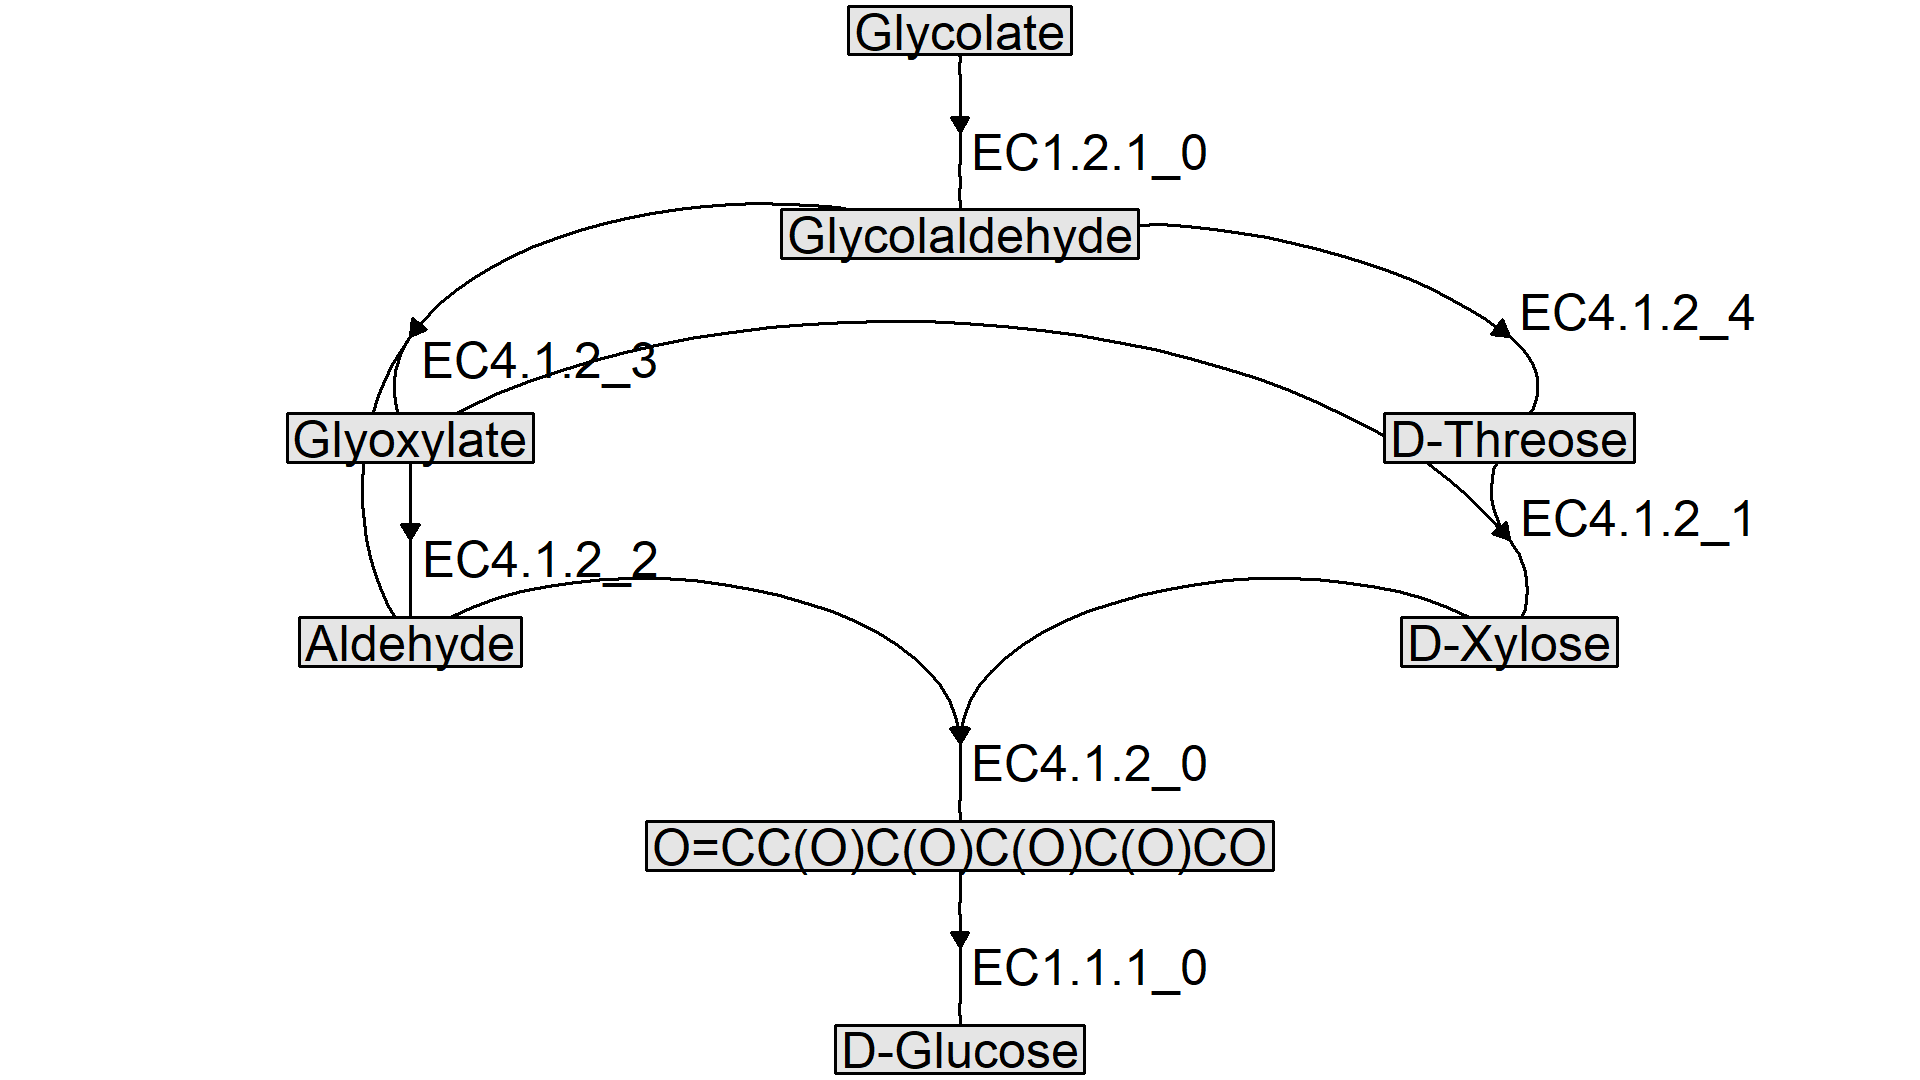 Glycolate
EC1.2.1_0
Glycolaldehyde
EC4.1.2_4
EC4.1.2_3
Glyoxylate
D-Threose
EC4.1.2_1
EC4.1.2_2
Aldehyde
D-Xylose
EC4.1.2_0
O=CC(O)C(O)C(O)C(O)CO
EC1.1.1_0
D-Glucose